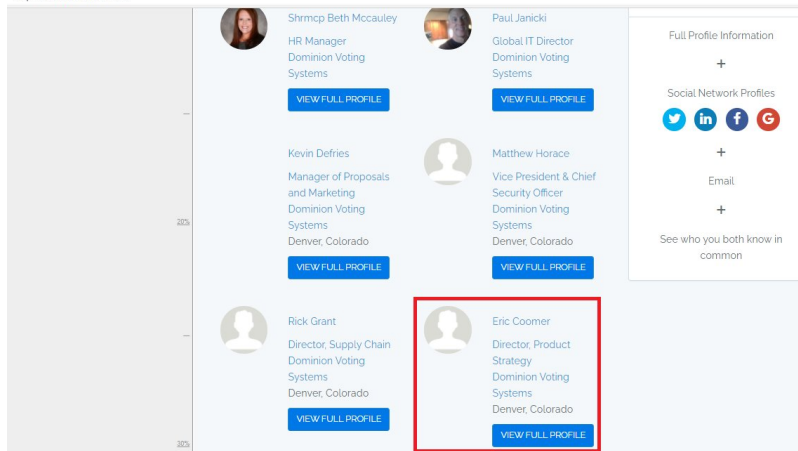 Shrmcp Beth Mccauley
HR Manager
Dominion Voting
Systems
VIEW FULL PROFILE
Paul Janicki
Global IT Director
Dominion Voting
Systems
VIEW FULL PROFILE
Kevin Defries
Manager of Proposals
and Marketing
Dominion Voting
Systems
Denver, Colorado
VIEW FULL PROFILE
Matthew Horace
Vice President & Chief
Security Officer
Dominion Voting
Systems
Denver, Colorado
VIEW FULL PROFILE
Rick Grant
Director, Supply Chain
Dominion Voting
Systems
Denver, Colorado
VIEW FULL PROFILE
Eric Coomer
Director, Product
Strategy
Dominion Voting
Systems
Denver, Colorado
VIEW FULL PROFILE
Full Profile Information
+
Social Network Profiles
in f G
+
Email
+
See who you both know in
common
20%
30%